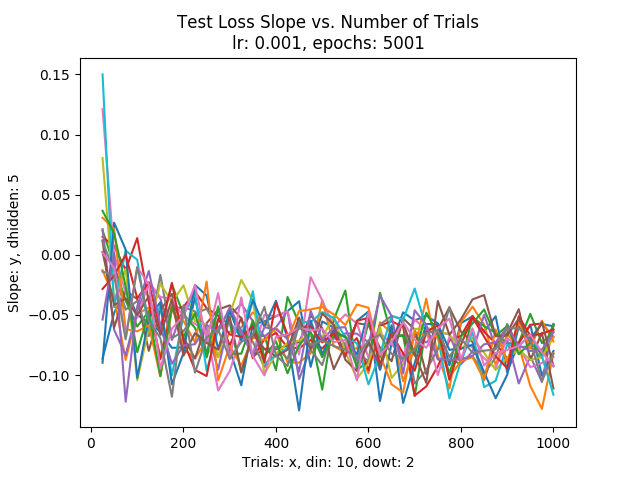 Test Loss Slope vs. Number of Trials
lr: 0.001, epochs: 5001
0.15
0.10
0.05
0.00
−0.05
−0.10
Slope: y, dhidden: 5
0 200 400 600 800 1000
Trials: x, din: 10, dowt: 2